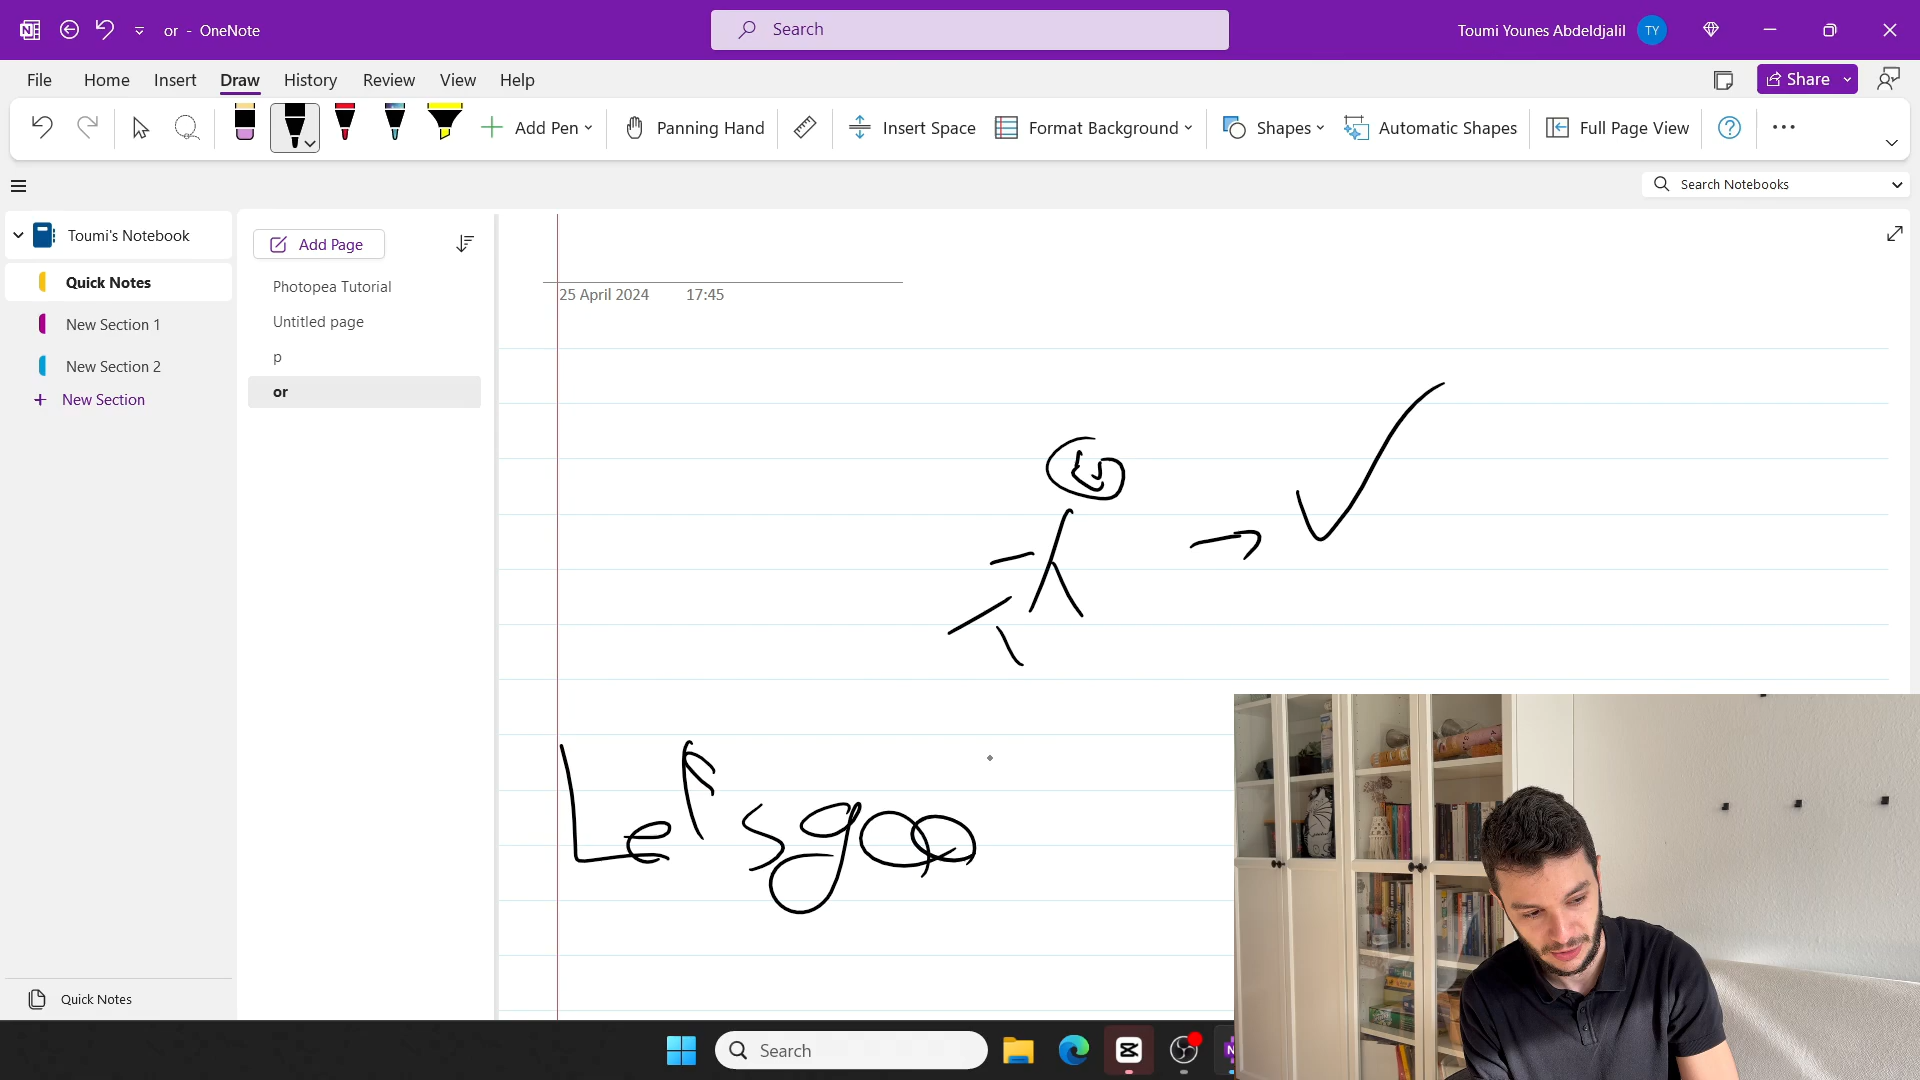 or - OneNote
Search
Toumi Younes Abdeldjalil
TY
File Home Insert Draw History Review View Help
Share
Add Pen
Panning Hand
Insert Space
Format Background
Shapes
Automatic Shapes
Full Page View
Search Notebooks
Toumi's Notebook
Quick Notes
New Section 1
New Section 2
New Section
Add Page
Photopea Tutorial
Untitled page
p
or
25 April 2024 17:45
Let's goo
Quick Notes
Search